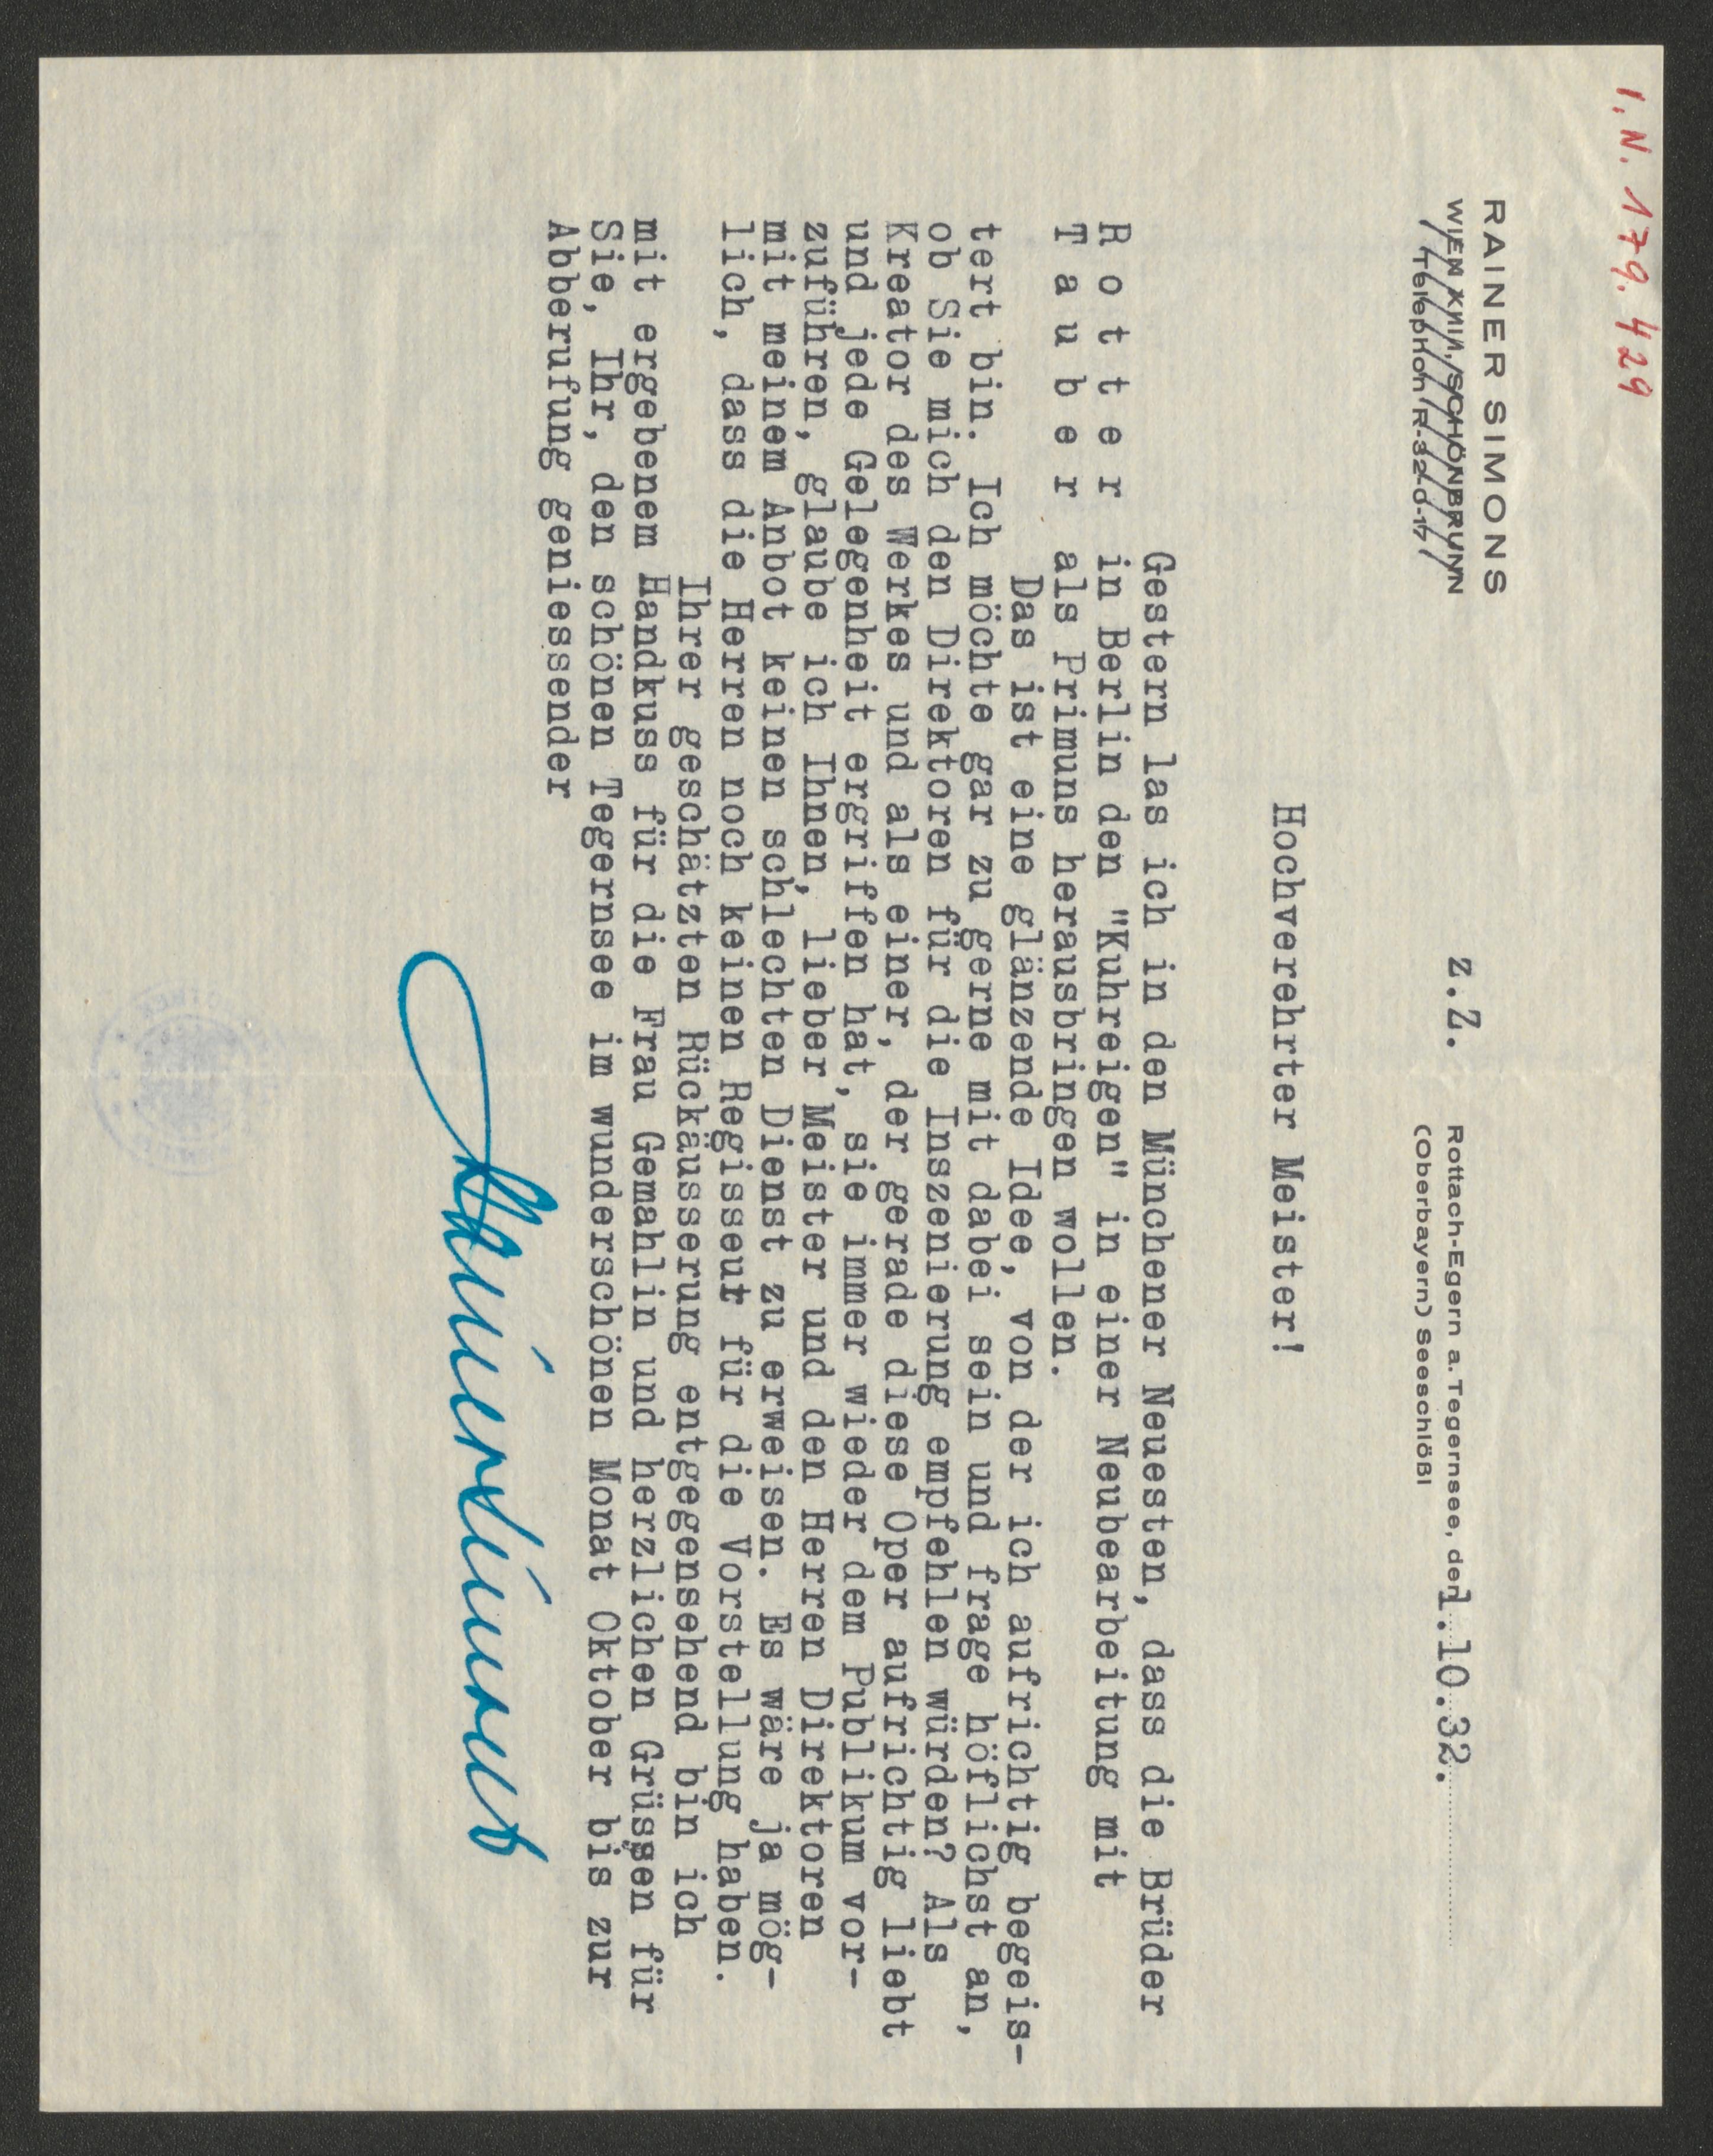 I. N. 179.429
RAINER SIMONS
WIEN XIII./SCHÖNBRUNN
Telephon R-32-0-17
z.Z.
Rottach-Egern a. Tegernsee, den 1.10.32.
(Oberbayern) Seeschlößl
Hochverehrter Meister!
Gestern las ich in den Münchener Neuesten, dass die Brüder
R o t t e r in Berlin den "Kuhreigen" in einer Neubearbeitung mit
T a u b e r als Primuns herausbringen wollen.
Das ist eine glänzende Idee, von der ich aufrichtig begeis-
tert bin. Ich möchte gar zu gerne mit dabei sein und frage höflichst an,
ob Sie mich den Direktoren für die Inszenierung empfehlen würden? Als
Kreator des Werkes und als einer, der gerade diese Oper aufrichtig liebt
und jede Gelegenheit ergriffen hat, sie immer wieder dem Publikum vor-
zuführen, glaube ich Ihnen, lieber Meister und den Herren Direktoren
mit meinem Anbot keinen schlechten Dienst zu erweisen. Es wäre ja mög-
lich, dass die Herren noch keinen Regisseur für die Vorstellung haben.
Ihrer geschätzten Rückäusserung entgegensehend bin ich
mit ergebenem Handkuss für die Frau Gemahlin und herzlichen Grüssen für
Sie, Ihr, den schönen Tegernsee im wunderschönen Monat Oktober bis zur
Abberufung geniessender
Rainer Simons